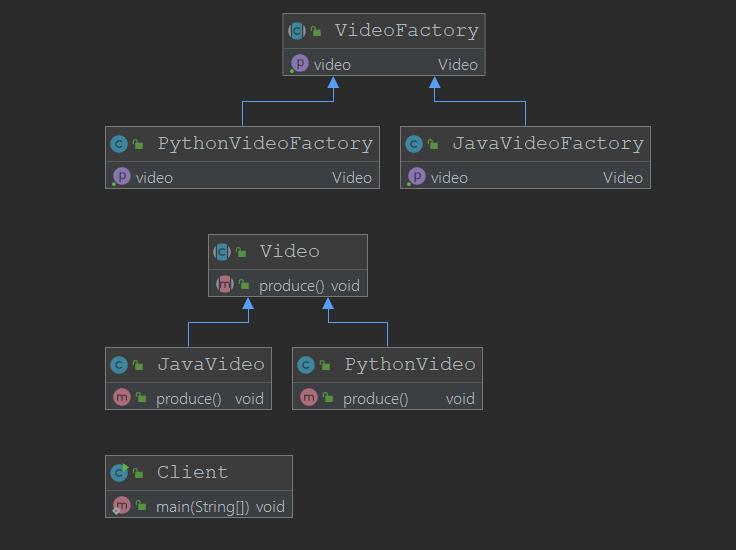 VideoFactory
video Video
PythonVideoFactory
video Video
JavaVideoFactory
video Video
Video
produce() void
JavaVideo
produce() void
PythonVideo
produce() void
Client
main(String[]) void